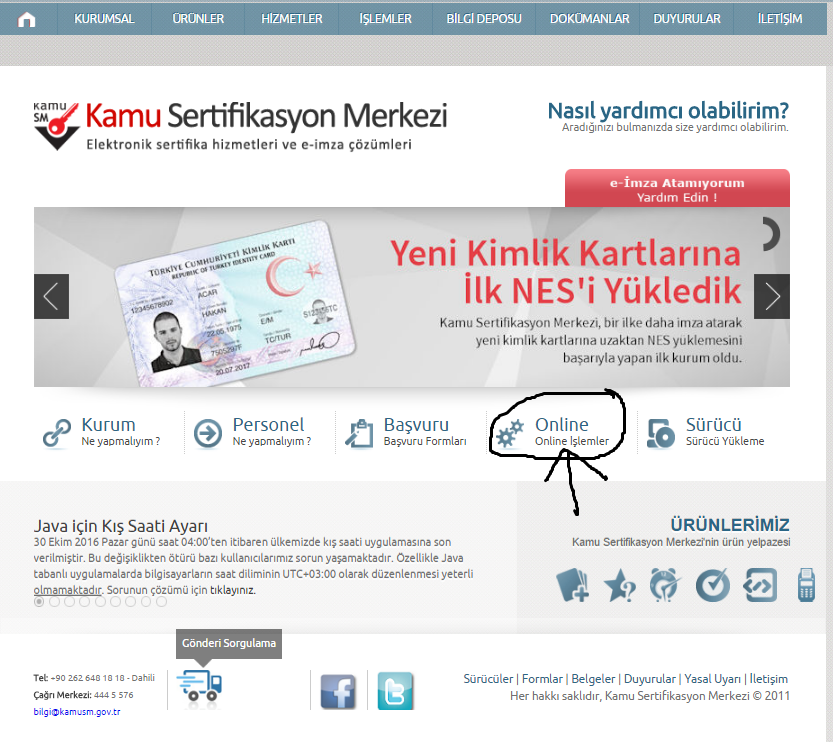 KURUMSAL
ÜRÜNLER
HİZMETLER
İŞLEMLER
BİLGİ DEPOSU
DOKÜMANLAR
DUYURULAR
İLETİŞİM
kamu
SM
Kamu Sertifikasyon Merkezi
Elektronik sertifika hizmetleri ve e-imza çözümleri
Nasıl yardımcı olabilirim?
Aradığınızı bulmanızda size yardımcı olabilirim.
e-İmza Atamıyorum
Yardım Edin !
TÜRKİYE CUMHURİYETİ KİMLİK KARTI
REPUBLIC OF TURKEY IDENTITY CARD
12345678902
ACAR
HAKAN
22.05.1975
E/M
TC/TUR
20.07.2017
Yeni Kimlik Kartlarına
İlk NES'i Yükledik
Kamu Sertifikasyon Merkezi, bir ilke daha imza atarak
yeni kimlik kartlarına uzaktan NES yüklemesini
başarıyla yapan ilk kurum oldu.
Kurum
Ne yapmalıyım ?
Personel
Ne yapmalıyım ?
Başvuru
Başvuru Formları
Online
Online İşlemler
Sürücü
Sürücü Yükleme
Java için Kış Saati Ayarı
30 Ekim 2016 Pazar günü saat 04:00'ten itibaren ülkemizde kış saati uygulamasına son
verilmiştir. Bu değişiklikten ötürü bazı kullanıcılarımız sorun yaşamaktadır. Özellikle Java
tabanlı uygulamalarda bilgisayarların saat diliminin UTC+03:00 olarak düzenlenmesi yeterli
olmamaktadır. Sorunun çözümü için tıklayınız.
ÜRÜNLERİMİZ
Kamu Sertifikasyon Merkezi'nin ürün yelpazesi
Gönderi Sorgulama
Tel: +90 262 648 18 18 - Dahili
Çağrı Merkezi: 444 5 576
bilgi@kamusm.gov.tr
Sürücüler | Formlar | Belgeler | Duyurular | Yasal Uyarı | İletişim
Her hakkı saklıdır, Kamu Sertifikasyon Merkezi © 2011